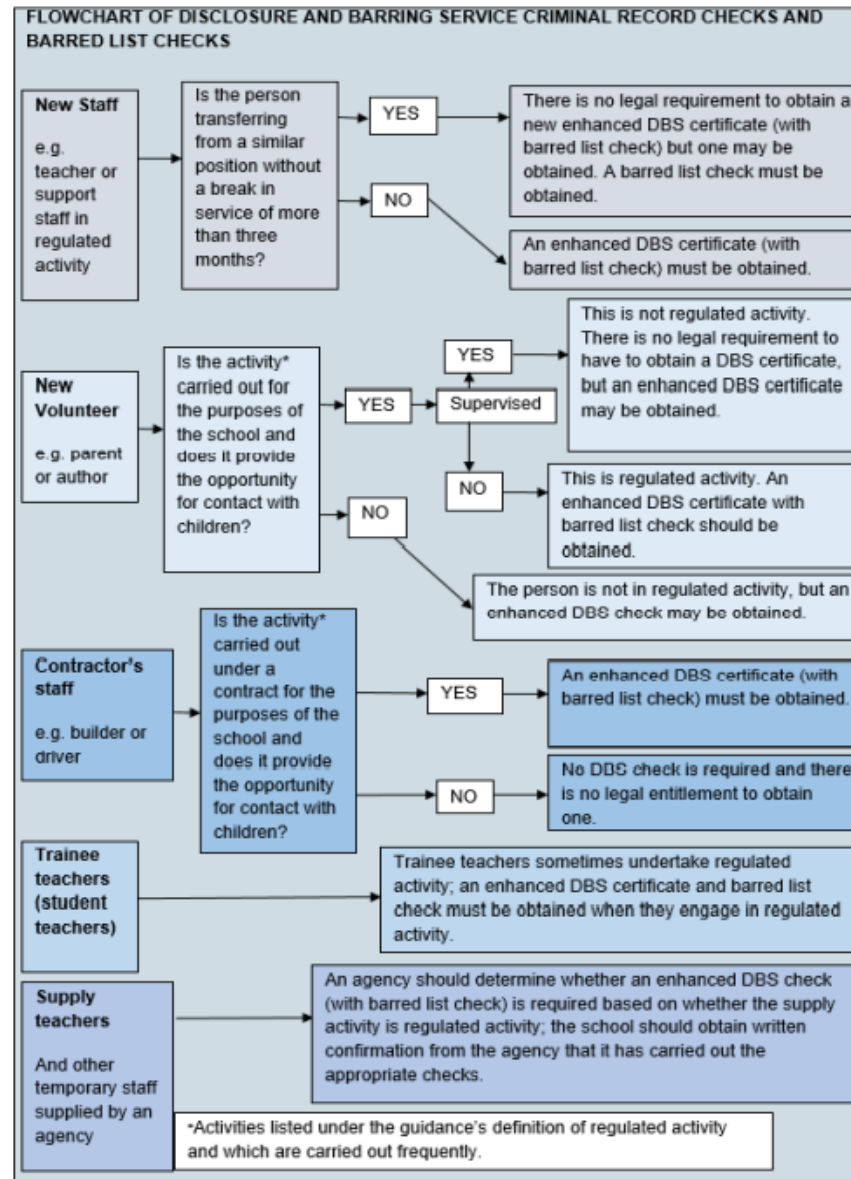 FLOWCHART OF DISCLOSURE AND BARRING SERVICE CRIMINAL RECORD CHECKS AND
BARRED LIST CHECKS
New Staff
e.g.
teacher or
support
staff in
regulated
activity
Is the person
transferring
from a similar
position without
a break in
service of more
than three
months?
YES
NO
There is no legal requirement to obtain a
new enhanced DBS certificate (with
barred list check) but one may be
obtained. A barred list check must be
obtained.
An enhanced DBS certificate (with
barred list check) must be obtained.
New
Volunteer
e.g. parent
or author
Is the activity*
carried out for
the purposes of
the school and
does it provide
the opportunity
for contact with
children?
YES
NO
Supervised
YES
NO
This is not regulated activity.
There is no legal requirement to
have to obtain a DBS certificate,
but an enhanced DBS certificate
may be obtained.
This is regulated activity. An
enhanced DBS certificate with
barred list check should be
obtained.
The person is not in regulated activity, but an
enhanced DBS check may be obtained.
Contractor's
staff
e.g. builder or
driver
Is the activity*
carried out
under a
contract for the
purposes of the
school and
does it provide
the opportunity
for contact with
children?
YES
NO
An enhanced DBS certificate (with
barred list check) must be obtained.
No DBS check is required and there
is no legal entitlement to obtain
one.
Trainee
teachers
(student
teachers)
Trainee teachers sometimes undertake regulated
activity; an enhanced DBS certificate and barred list
check must be obtained when they engage in regulated
activity.
Supply
teachers
And other
temporary staff
supplied by an
agency
An agency should determine whether an enhanced DBS check
(with barred list check) is required based on whether the supply
activity is regulated activity; the school should obtain written
confirmation from the agency that it has carried out the
appropriate checks.
*Activities listed under the guidance's definition of regulated activity
and which are carried out frequently.